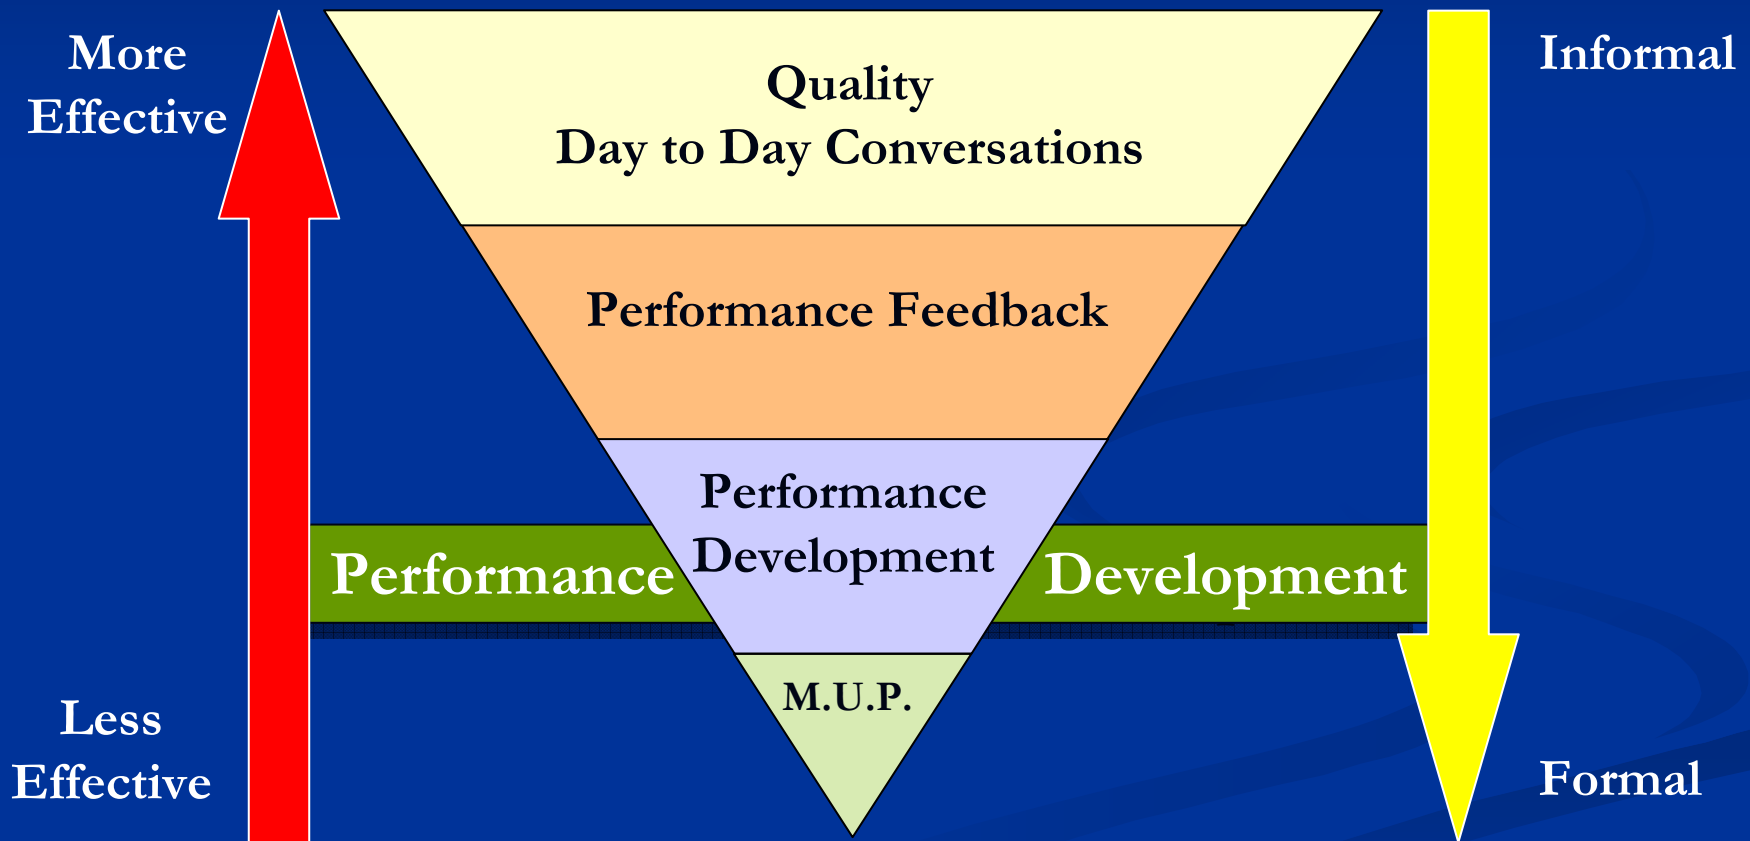 More
Effective
Informal
Quality
Day to Day Conversations
Performance Feedback
Performance
Development
Performance
Development
M.U.P.
Less
Effective
Formal